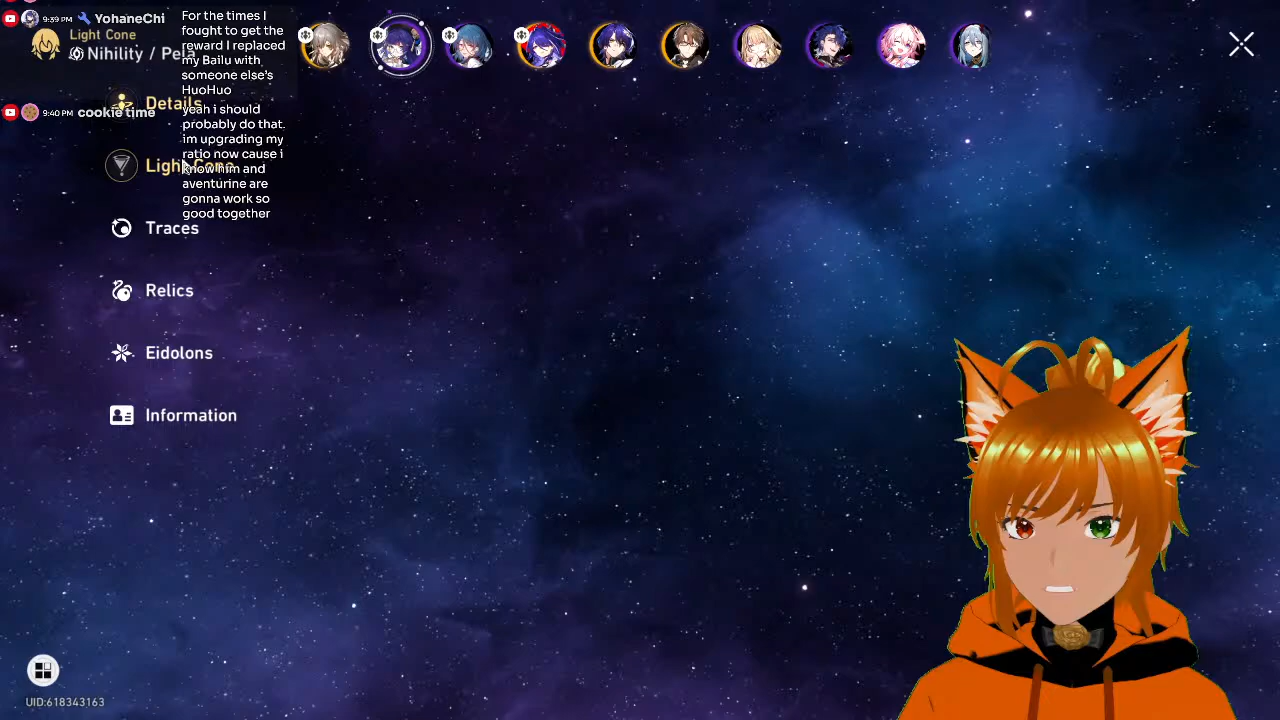 9:39 PM YohaneChi
For the times I
fought to get the
reward I replaced
my Bailu with
someone else's
HuoHuo
Light Cone
Nihility / Pela
Details
9:40 PM cookie time
yeah i should
probably do that.
im upgrading my
ratio now cause i
know him and
aventurine are
gonna work so
good together
Light Cone
Traces
Relics
Eidolons
Information
UID:618343163